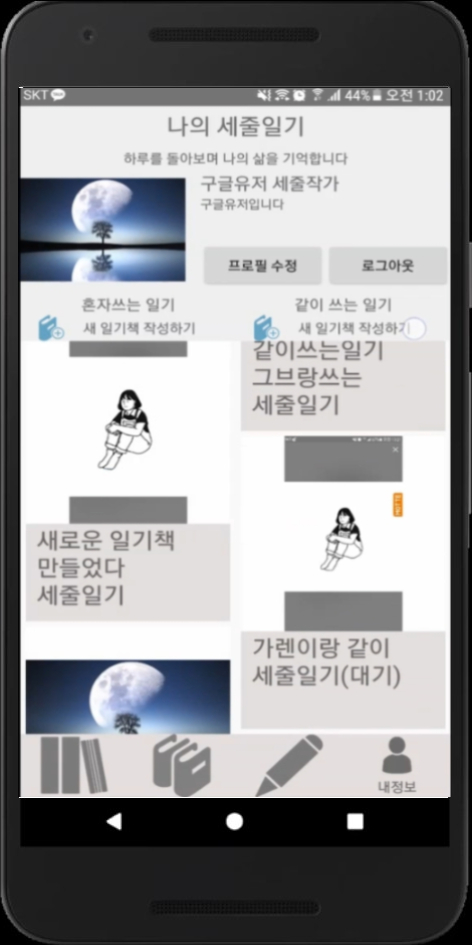 SKT 44% 오전 1:02
나의 세줄일기
하루를 돌아보며 나의 삶을 기억합니다
구글유저 세줄작가
구글유저입니다
프로필 수정
로그아웃
혼자쓰는 일기
새 일기책 작성하기
같이 쓰는 일기
새 일기책 작성하기
새로운 일기책
만들었다
세줄일기
같이쓰는일기
그브랑쓰는
세줄일기
가렌이랑 같이
세줄일기(대기)
내정보